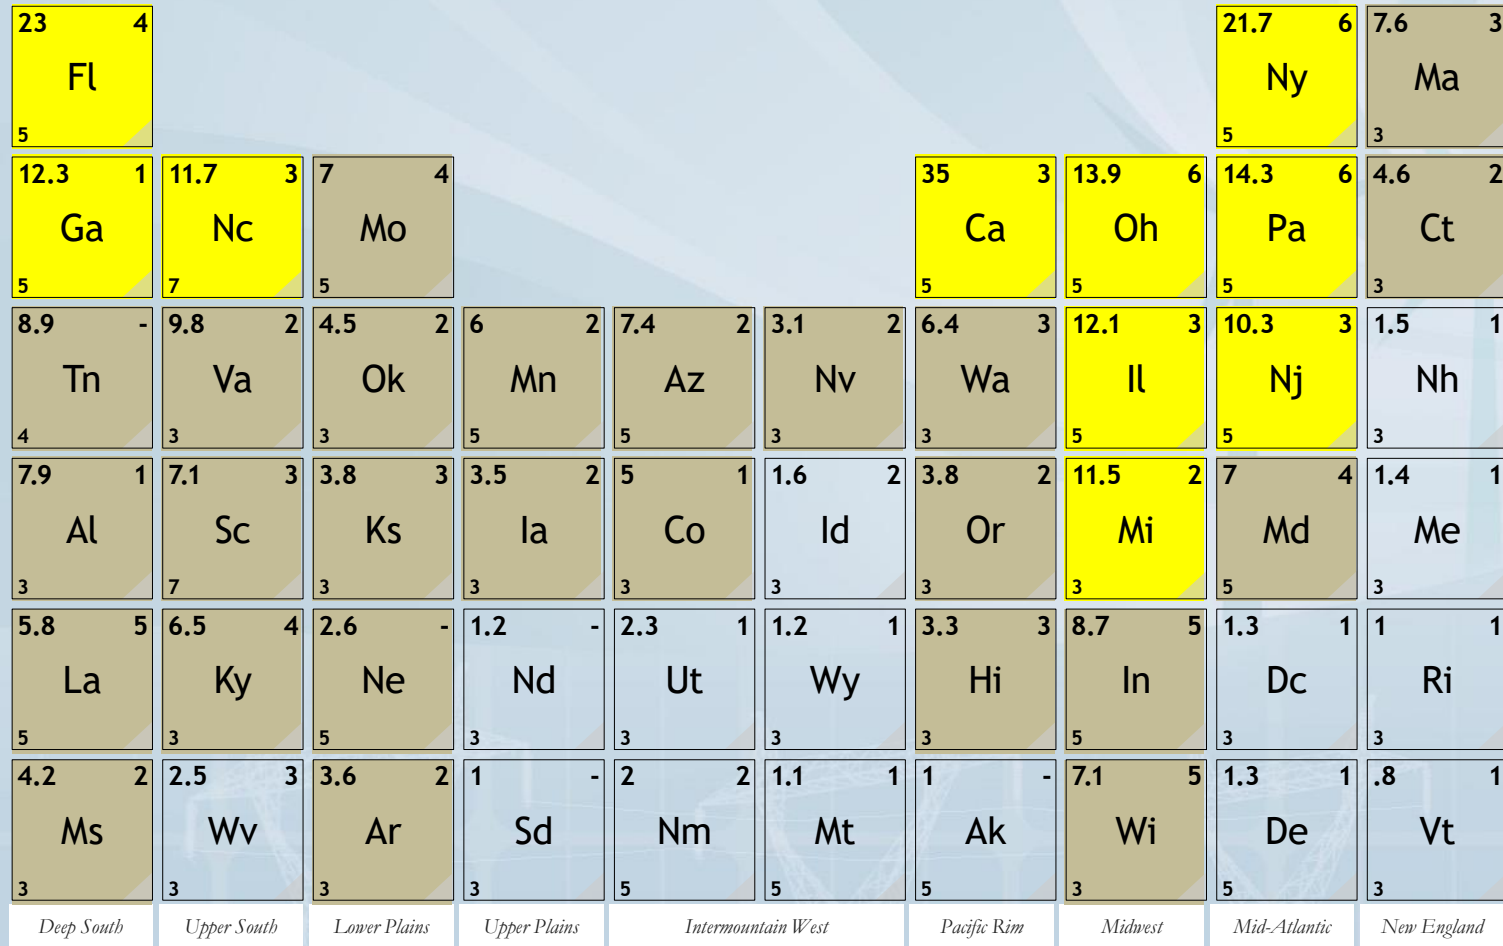 23 4 21.7 6 7.6 3
Fl Ny Ma
5 5 3
12.3 1 11.7 3 7 4 35 3 13.9 6 14.3 6 4.6 2
Ga Nc Mo Ca Oh Pa Ct
5 7 5 5 5 5 3
8.9 - 9.8 2 4.5 2 6 2 7.4 2 3.1 2 6.4 3 12.1 3 10.3 3 1.5 1
Tn Va Ok Mn Az Nv Wa Il Nj Nh
4 3 3 5 5 3 3 5 5 3
7.9 1 7.1 3 3.8 3 3.5 2 5 1 1.6 2 3.8 2 11.5 2 7 4 1.4 1
Al Sc Ks Ia Co Id Or Mi Md Me
3 7 3 3 3 3 3 3 5 3
5.8 5 6.5 4 2.6 - 1.2 - 2.3 1 1.2 1 3.3 3 8.7 5 1.3 1 1 1
La Ky Ne Nd Ut Wy Hi In Dc Ri
5 3 5 3 3 3 3 5 3 3
4.2 2 2.5 3 3.6 2 1 - 2 2 1.1 1 1 - 7.1 5 1.3 1 .8 1
Ms Wv Ar Sd Nm Mt Ak Wi De Vt
3 3 3 3 5 5 5 3 5 3
Deep South Upper South Lower Plains Upper Plains Intermountain West Pacific Rim Midwest Mid-Atlantic New England